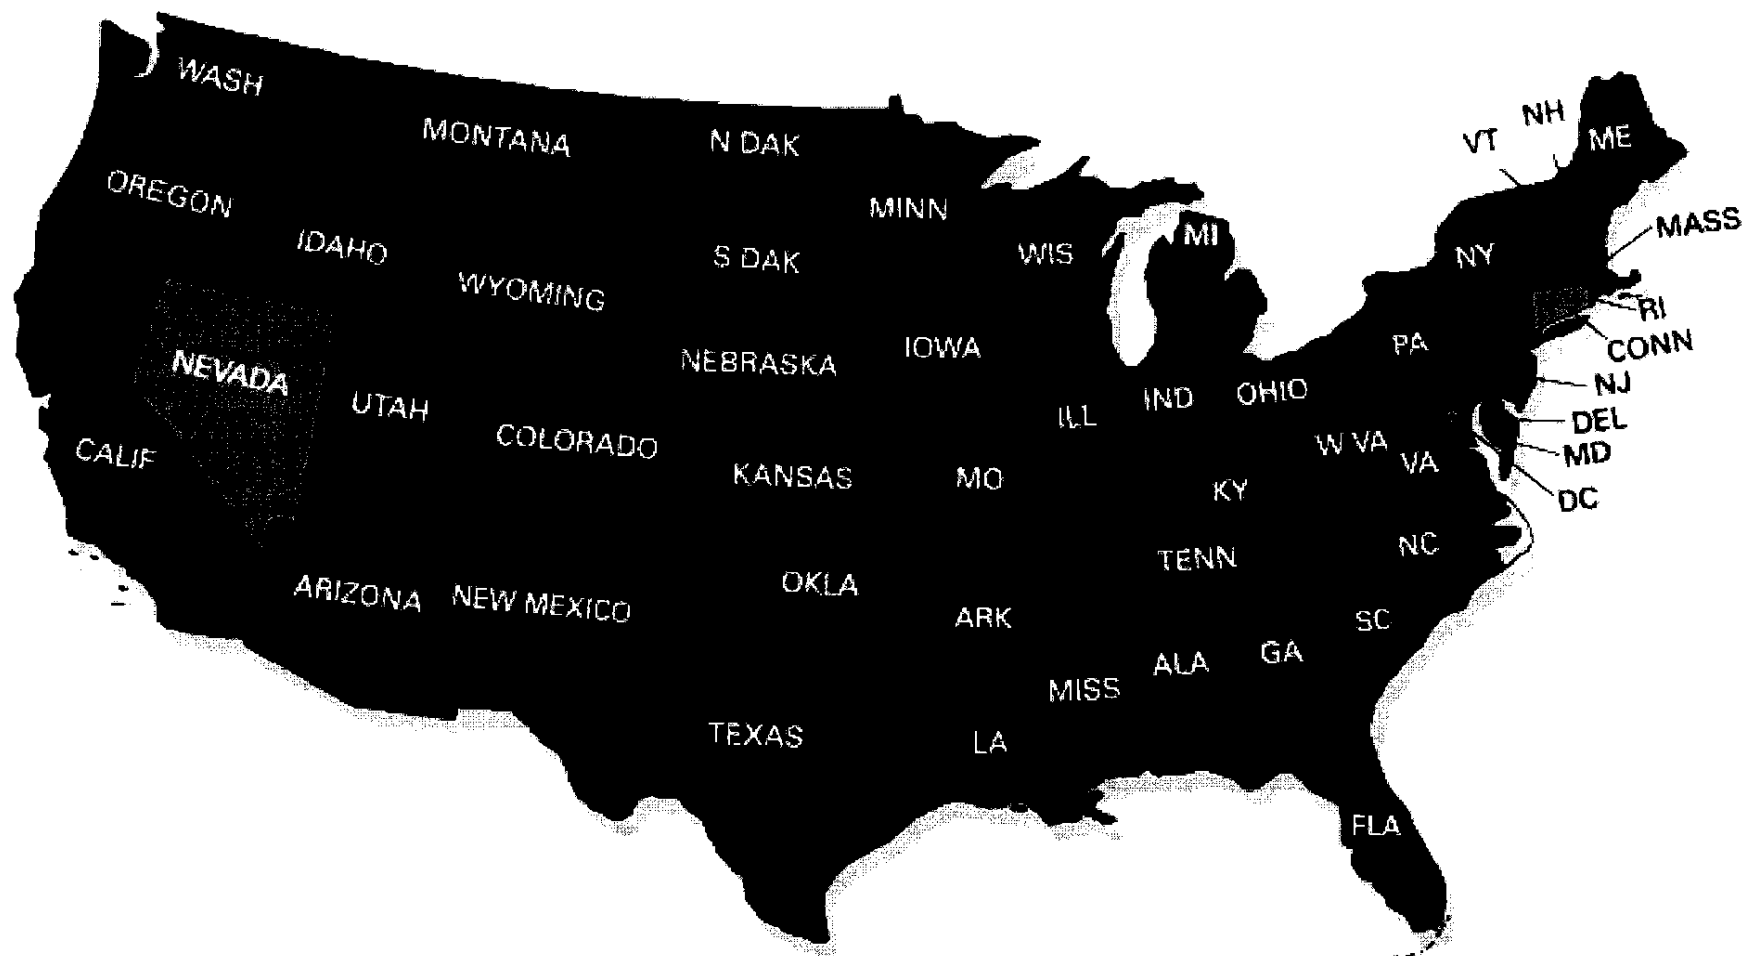 WASH
MONTANA
N DAK
NH
VT
ME
OREGON
MINN
IDAHO
WIS
MI
MASS
S DAK
NY
WYOMING
RI
NEBRASKA
IOWA
PA
CONN
NEVADA
NJ
UTAH
IND
OHIO
ILL
DEL
COLORADO
W VA
MD
CALIF
VA
KANSAS
MO
KY
DC
NC
TENN
OKLA
ARIZONA
NEW MEXICO
ARK
SC
ALA
GA
MISS
TEXAS
LA
FLA